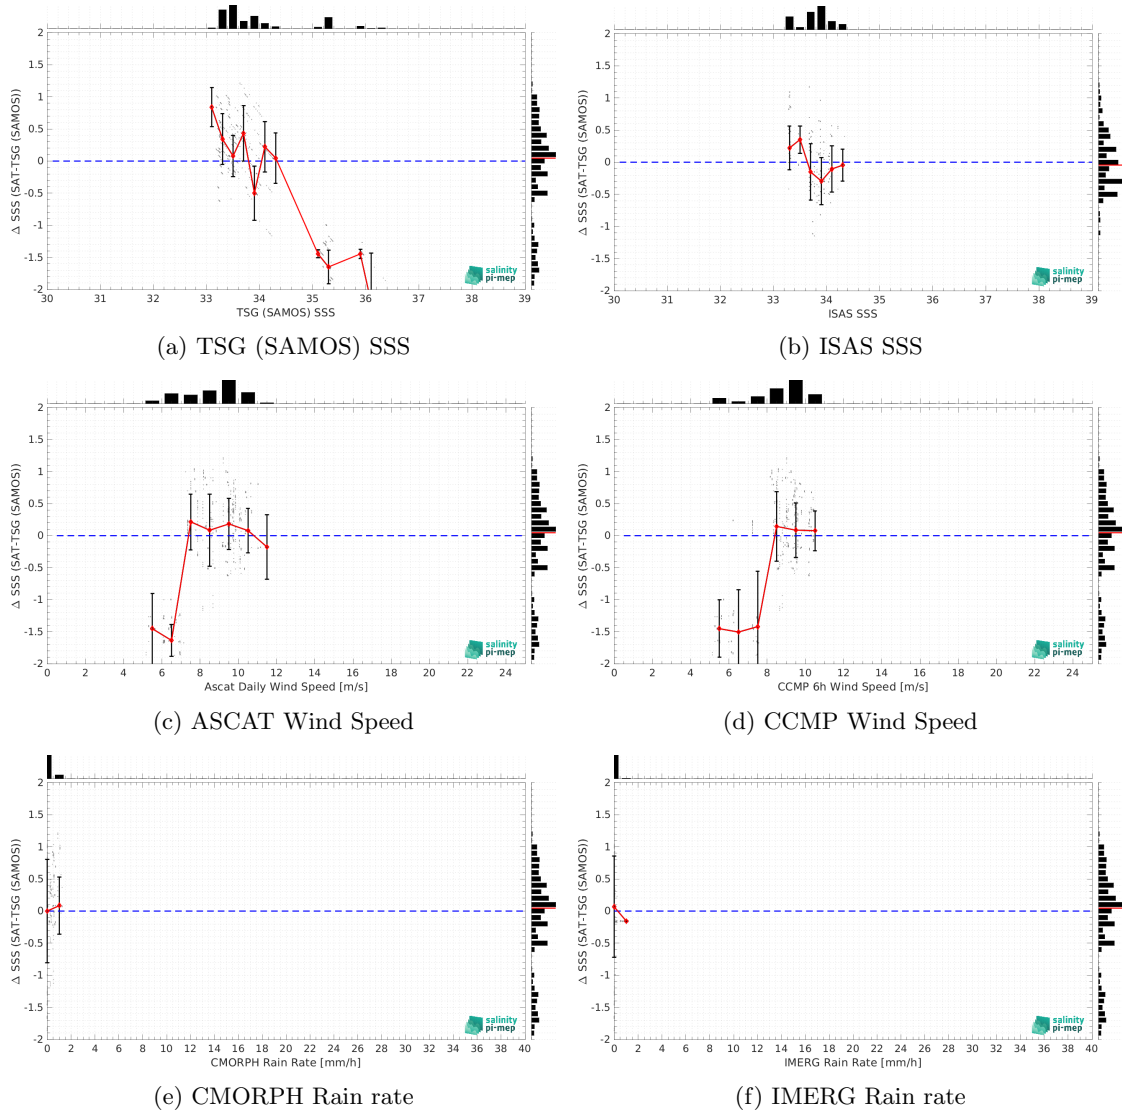 2
1.5
1
0.5
0
-0.5
-1
-1.5
-2
Δ SSS (SAT-TSG (SAMOS))
30 31 32 33 34 35 36 37 38 39
TSG (SAMOS) SSS
salinity
pi-mep
(a) TSG (SAMOS) SSS
2
1.5
1
0.5
0
-0.5
-1
-1.5
-2
Δ SSS (SAT-TSG (SAMOS))
30 31 32 33 34 35 36 37 38 39
ISAS SSS
salinity
pi-mep
(b) ISAS SSS
2
1.5
1
0.5
0
-0.5
-1
-1.5
-2
Δ SSS (SAT-TSG (SAMOS))
0 2 4 6 8 10 12 14 16 18 20 22 24
Ascat Daily Wind Speed [m/s]
salinity
pi-mep
(c) ASCAT Wind Speed
2
1.5
1
0.5
0
-0.5
-1
-1.5
-2
Δ SSS (SAT-TSG (SAMOS))
0 2 4 6 8 10 12 14 16 18 20 22 24
CCMP 6h Wind Speed [m/s]
salinity
pi-mep
(d) CCMP Wind Speed
2
1.5
1
0.5
0
-0.5
-1
-1.5
-2
Δ SSS (SAT-TSG (SAMOS))
0 2 4 6 8 10 12 14 16 18 20 22 24 26 28 30 32 34 36 38 40
CMORPH Rain Rate [mm/h]
salinity
pi-mep
(e) CMORPH Rain rate
2
1.5
1
0.5
0
-0.5
-1
-1.5
-2
Δ SSS (SAT-TSG (SAMOS))
0 2 4 6 8 10 12 14 16 18 20 22 24 26 28 30 32 34 36 38 40
IMERG Rain Rate [mm/h]
salinity
pi-mep
(f) IMERG Rain rate